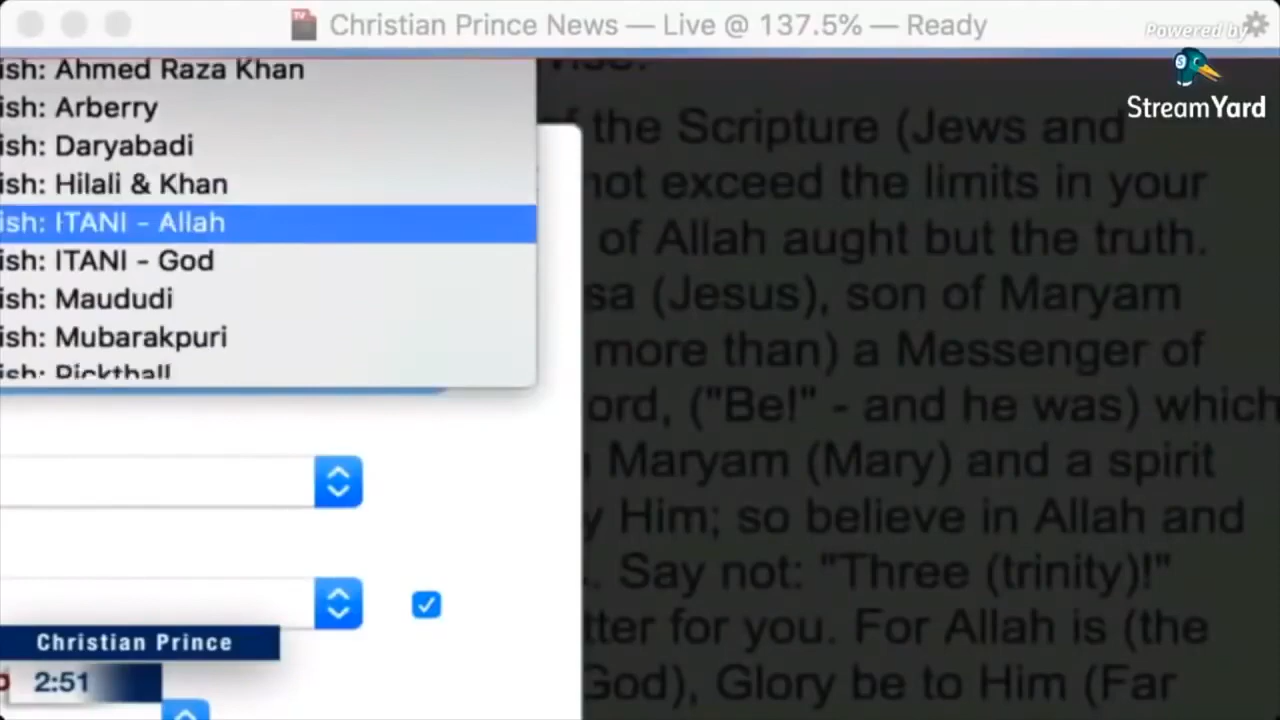 Christian Prince News — Live @ 137.5% — Ready
Powered by
StreamYard
ish: Ahmed Raza Khan
ish: Arberry
ish: Daryabadi
ish: Hilali & Khan
ish: ITANI - Allah
ish: ITANI - God
ish: Maududi
ish: Mubarakpuri
ish: Pickthall
the Scripture (Jews and
not exceed the limits in your
of Allah aught but the truth.
sa (Jesus), son of Maryam
more than) a Messenger of
ord, ("Be!" - and he was) which
Maryam (Mary) and a spirit
y Him; so believe in Allah and
. Say not: "Three (trinity)!"
tter for you. For Allah is (the
God), Glory be to Him (Far
Christian Prince
2:51